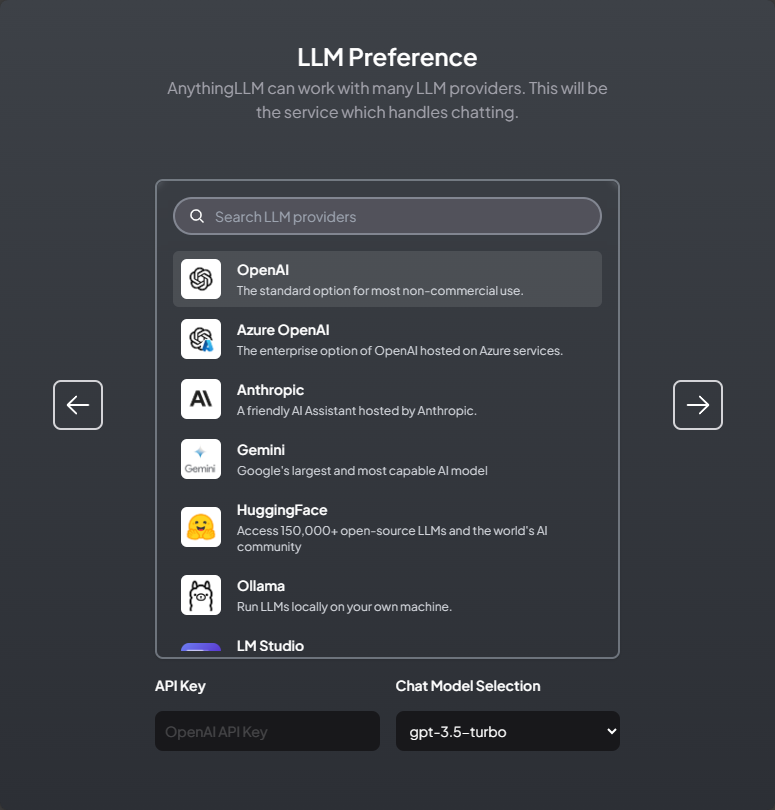 LLM Preference
AnythingLLM can work with many LLM providers. This will be
the service which handles chatting.
Search LLM providers
OpenAI
The standard option for most non-commercial use.
Azure OpenAI
The enterprise option of OpenAI hosted on Azure services.
Anthropic
A friendly AI Assistant hosted by Anthropic.
Gemini
Gemini
Google's largest and most capable AI model
HuggingFace
Access 150,000+ open-source LLMs and the world's AI
community
Ollama
Run LLMs locally on your own machine.
LM Studio
API Key
Chat Model Selection
OpenAI API Key
gpt-3.5-turbo